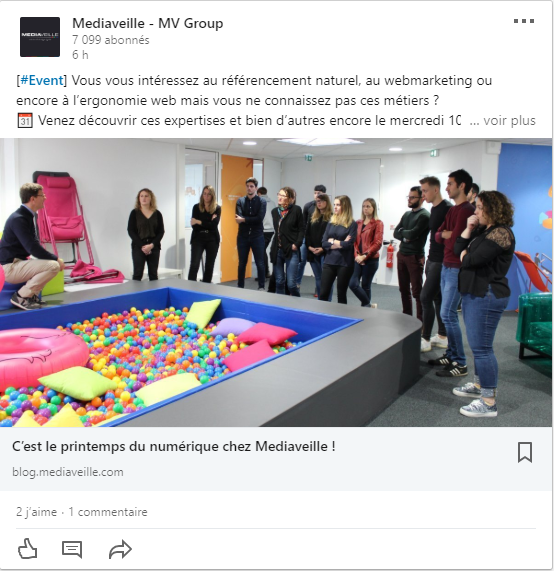 MEDIAVEILLE
Mediaveille - MV Group
7 099 abonnés
6 h
[#Event] Vous vous intéressez au référencement naturel, au webmarketing ou
encore à l'ergonomie web mais vous ne connaissez pas ces métiers ?
Venez découvrir ces expertises et bien d'autres encore le mercredi 10 ... voir plus
C'est le printemps du numérique chez Mediaveille !
blog.mediaveille.com
2 j'aime · 1 commentaire